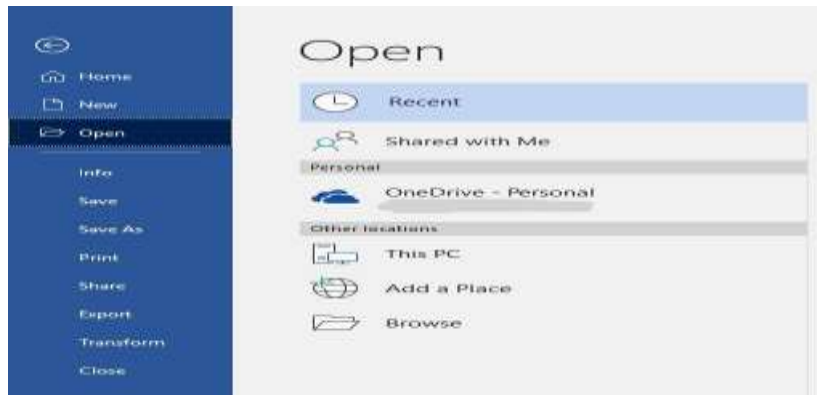 Home
New
Open
Info
Save
Save As
Print
Share
Export
Transform
Close
Open
Recent
Shared with Me
Personal
OneDrive - Personal
Other locations
This PC
Add a Place
Browse